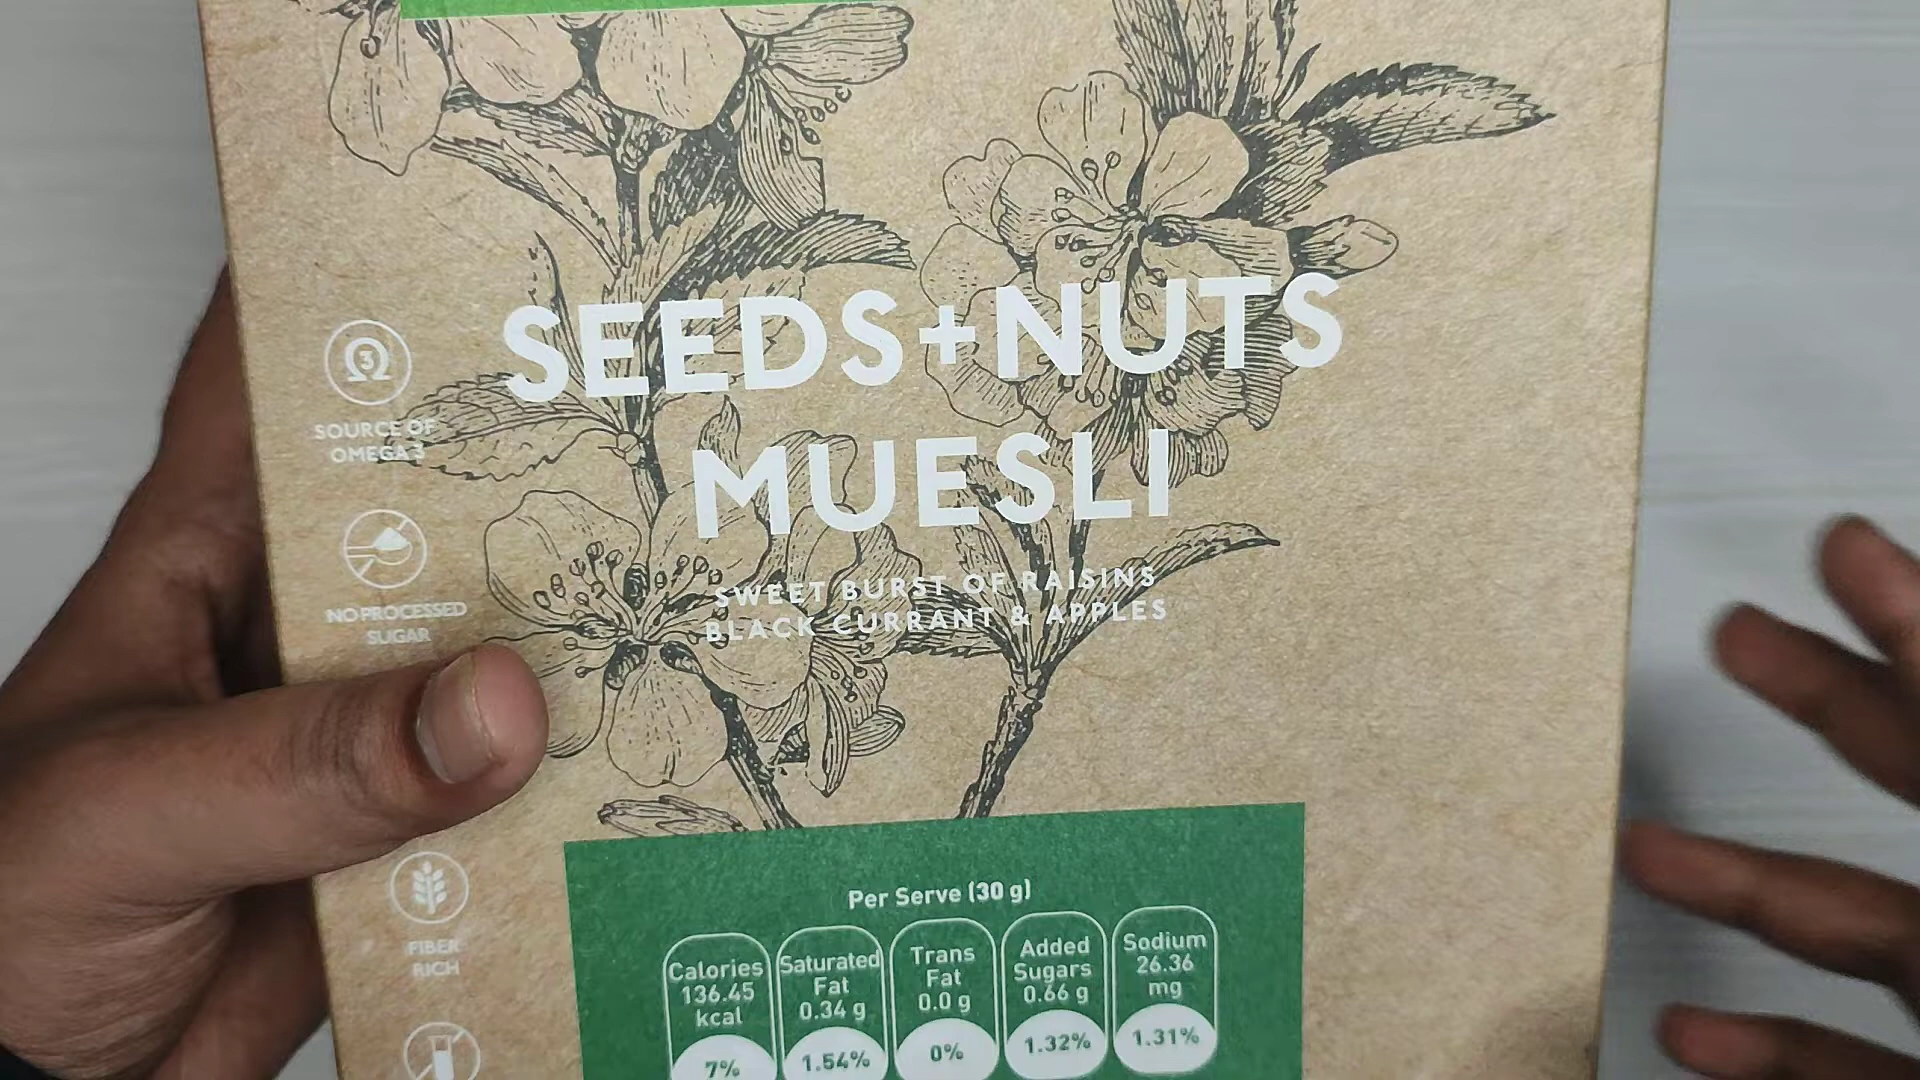 SEEDS+NUTS
MUESLI
SWEET BURST OF RAISINS
BLACK CURRANT & APPLES
3
SOURCE OF
OMEGA 3
NO PROCESSED
SUGAR
FIBER
RICH
Per Serve (30 g)
Calories
136.45
kcal
7%
Saturated
Fat
0.34 g
1.54%
Trans
Fat
0.0 g
0%
Added
Sugars
0.66 g
1.32%
Sodium
26.36
mg
1.31%